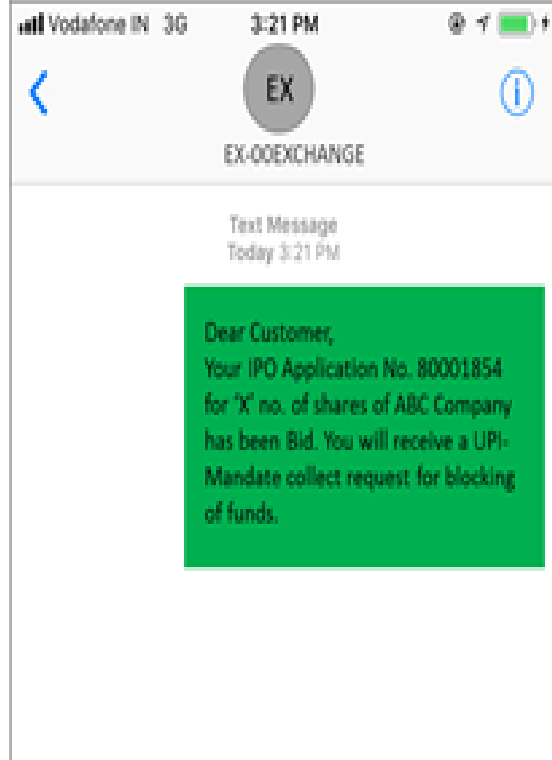 Vodafone IN 3G 3:21 PM
EX
EX-00EXCHANGE
Text Message
Today 3:21 PM
Dear Customer,
Your IPO Application No. 80001854
for 'X' no. of shares of ABC Company
has been Bid. You will receive a UPI-
Mandate collect request for blocking
of funds.